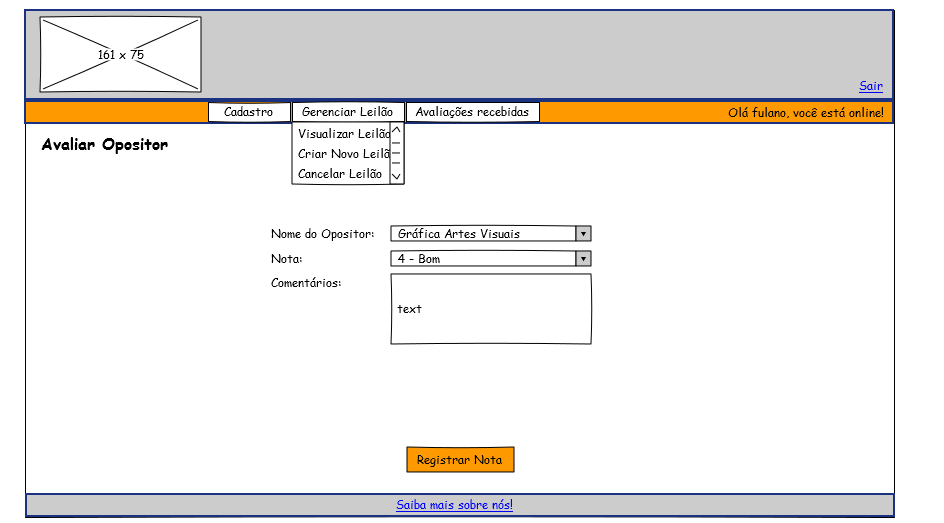 161 x 75
Sair
Cadastro
Gerenciar Leilão
Avaliações recebidas
Olá fulano, você está online!
Visualizar Leilão
Criar Novo Leilã
Cancelar Leilão
Avaliar Opositor
Nome do Opositor:
Gráfica Artes Visuais
Nota:
4 - Bom
Comentários:
text
Registrar Nota
Saiba mais sobre nós!